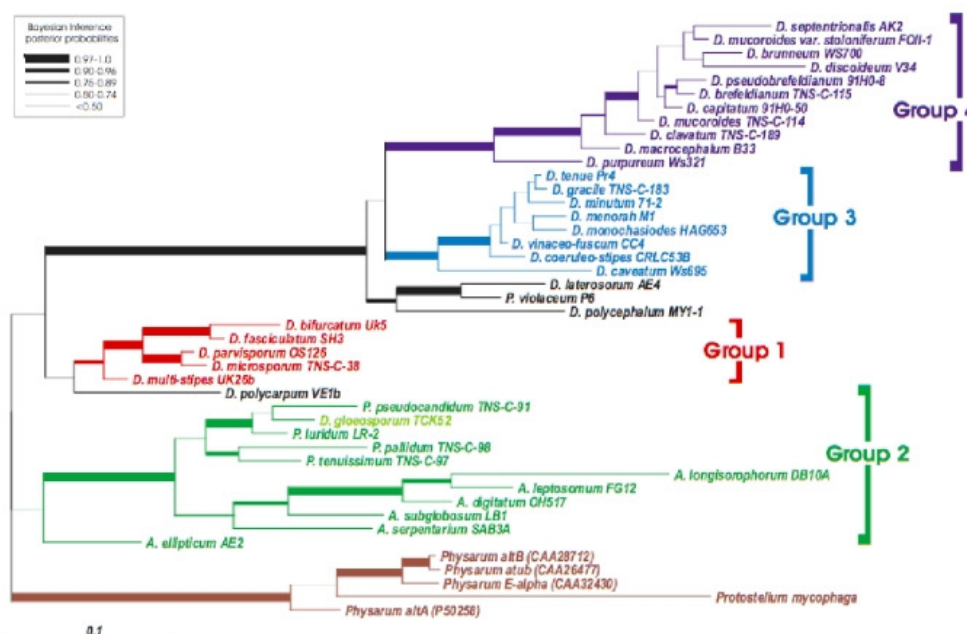 Bayesian Inference
posterior probabilities
0.97-1.0
0.90-0.96
0.75-0.89
0.50-0.74
<0.50
D. septentrionalis AK2
D. mucoroides var. stoloniferum FOII-1
D. brunneum WS700
D. discoideum V34
D. pseudobrefeldianum 91H0-8
D. brefeldianum TNS-C-115
D. capitatum 91H0-50
D. mucoroides TNS-C-114
D. clavatum TNS-C-189
D. macrocephalum B33
D. purpureum Ws321
Group 4
D. tenue Pr4
D. gracile TNS-C-183
D. minutum 71-2
D. menorah M1
D. monochasiodes HAG653
D. vinaceo-fuscum CC4
D. coeruleo-stipes CRLC53B
D. caveatum Ws695
Group 3
D. laterosorum AE4
P. violaceum P6
D. polycephalum MY1-1
D. bifurcatum Uk5
D. fasciculatum SH3
D. parvisporum OS126
D. microsporum TNS-C-38
D. multi-stipes UK26b
Group 1
D. polycarpum VE1b
P. pseudocandidum TNS-C-91
D. gloeosporum TCK52
P. luridum LR-2
P. pallidum TNS-C-98
P. tenuissimum TNS-C-97
A. longisorophorum DB10A
A. leptosomum FG12
A. digitatum OH517
A. subglobosum LB1
A. serpentarium SAB3A
A. ellipticum AE2
Group 2
Physarum altB (CAA28712)
Physarum atub (CAA26477)
Physarum E-alpha (CAA32430)
Protostelium mycophaga
Physarum altA (P50258)
0.1